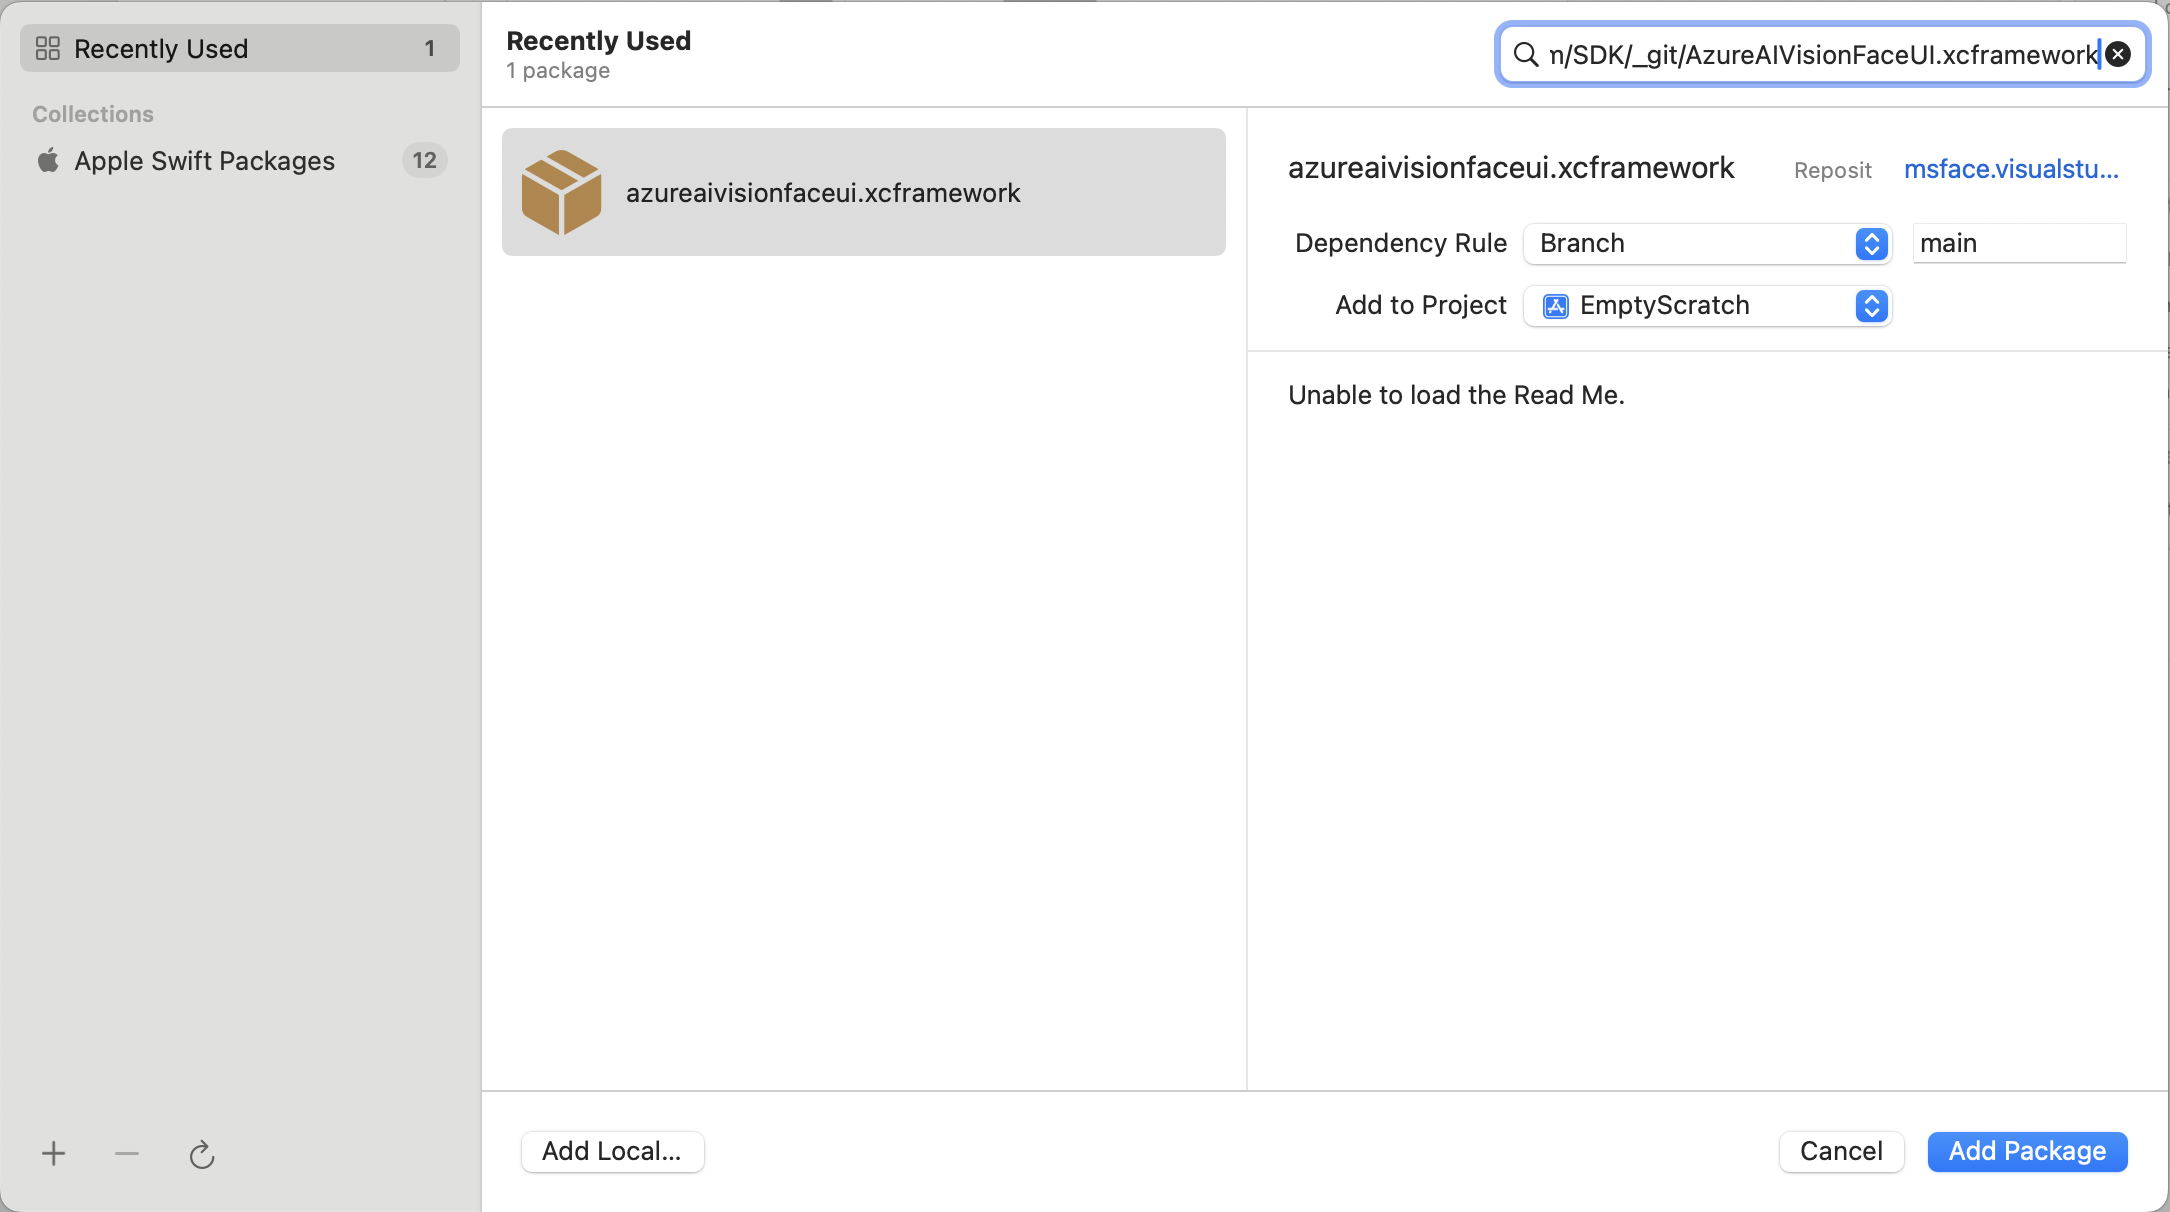 Recently Used 1
Collections
Apple Swift Packages 12
Recently Used
1 package
n/SDK/_git/AzureAIVisionFaceUI.xcframework
azureaivisionfaceui.xcframework
azureaivisionfaceui.xcframework Reposit msface.visualstu...
Dependency Rule Branch main
Add to Project EmptyScratch
Unable to load the Read Me.
Add Local...
Cancel
Add Package